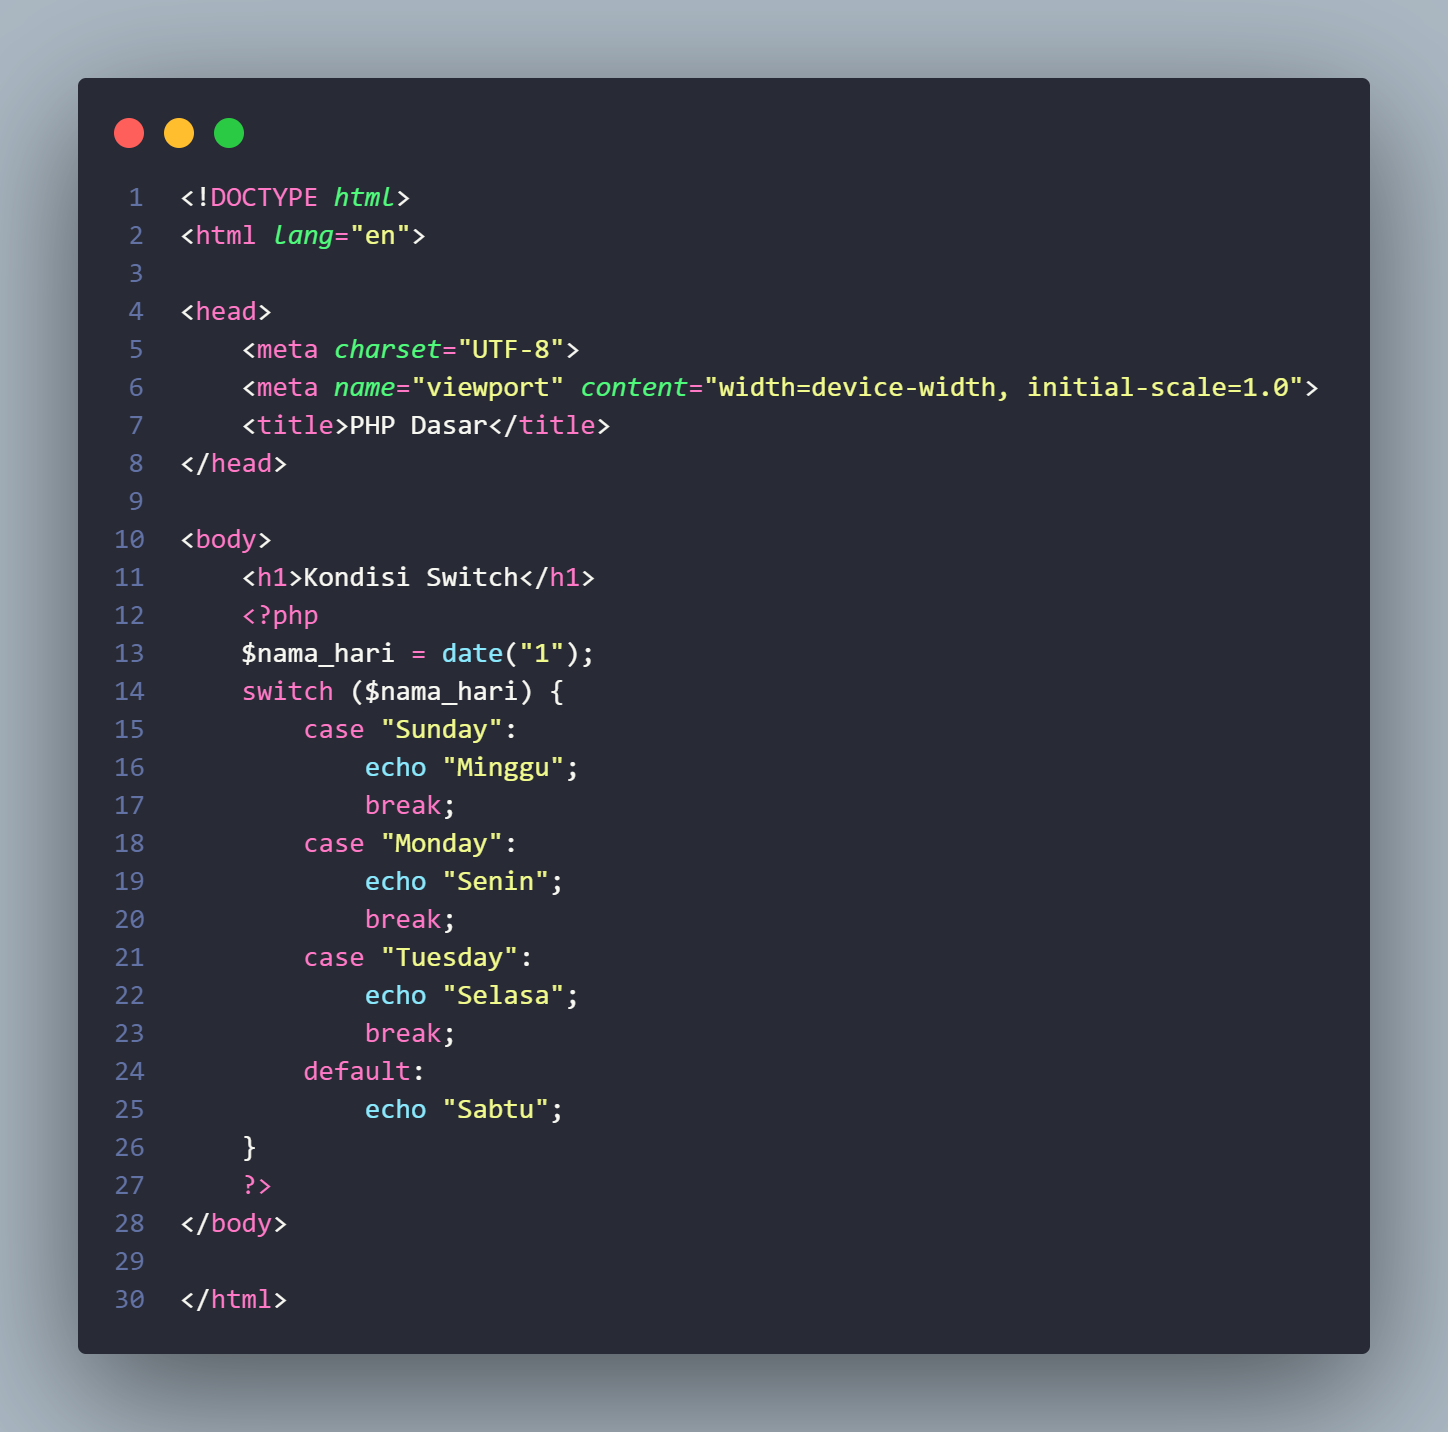 1 <!DOCTYPE html>
2 <html lang="en">
3
4 <head>
5     <meta charset="UTF-8">
6     <meta name="viewport" content="width=device-width, initial-scale=1.0">
7     <title>PHP Dasar</title>
8 </head>
9
10 <body>
11     <h1>Kondisi Switch</h1>
12     <?php
13     $nama_hari = date("1");
14     switch ($nama_hari) {
15         case "Sunday":
16             echo "Minggu";
17             break;
18         case "Monday":
19             echo "Senin";
20             break;
21         case "Tuesday":
22             echo "Selasa";
23             break;
24         default:
25             echo "Sabtu";
26     }
27     ?>
28 </body>
29
30 </html>